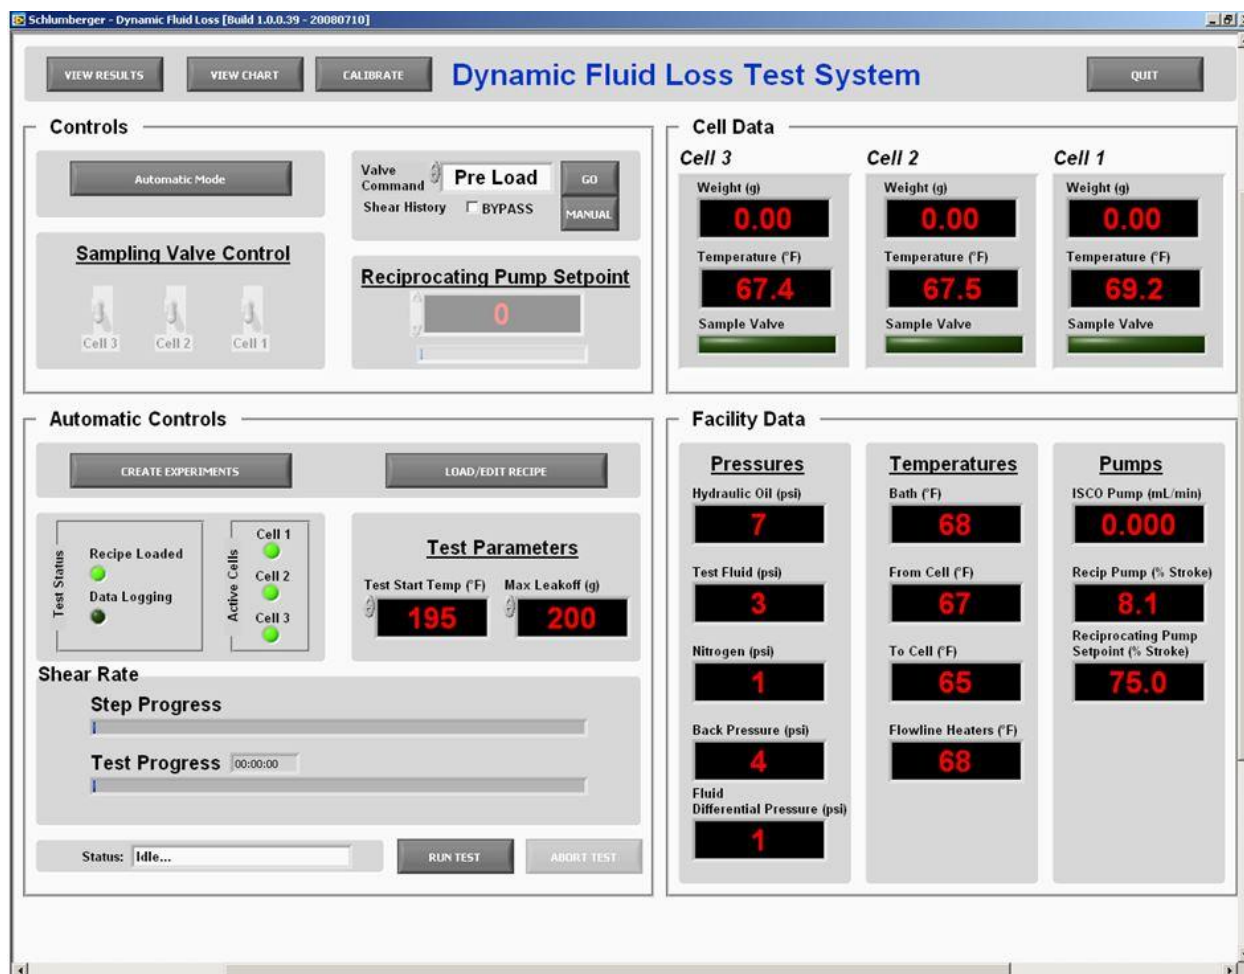 Schlumberger - Dynamic Fluid Loss [Build 1.0.0.39 - 20080710]
VIEW RESULTS
VIEW CHART
CALIBRATE
Dynamic Fluid Loss Test System
QUIT
Controls
Automatic Mode
Valve
Command
Pre Load
GO
Shear History
BYPASS
MANUAL
Sampling Valve Control
Cell 3
Cell 2
Cell 1
Reciprocating Pump Setpoint
0
Cell Data
Cell 3
Weight (g)
0.00
Temperature (°F)
67.4
Sample Valve
Cell 2
Weight (g)
0.00
Temperature (°F)
67.5
Sample Valve
Cell 1
Weight (g)
0.00
Temperature (°F)
69.2
Sample Valve
Automatic Controls
CREATE EXPERIMENTS
LOAD/EDIT RECIPE
Test Status
Recipe Loaded
Data Logging
Active Cells
Cell 1
Cell 2
Cell 3
Test Parameters
Test Start Temp (°F)
195
Max Leakoff (g)
200
Shear Rate
Step Progress
Test Progress 00:00:00
Status: Idle...
RUN TEST
ABORT TEST
Facility Data
Pressures
Hydraulic Oil (psi)
7
Test Fluid (psi)
3
Nitrogen (psi)
1
Back Pressure (psi)
4
Fluid
Differential Pressure (psi)
1
Temperatures
Bath (°F)
68
From Cell (°F)
67
To Cell (°F)
65
Flowline Heaters (°F)
68
Pumps
ISCO Pump (mL/min)
0.000
Recip Pump (% Stroke)
8.1
Reciprocating Pump
Setpoint (% Stroke)
75.0